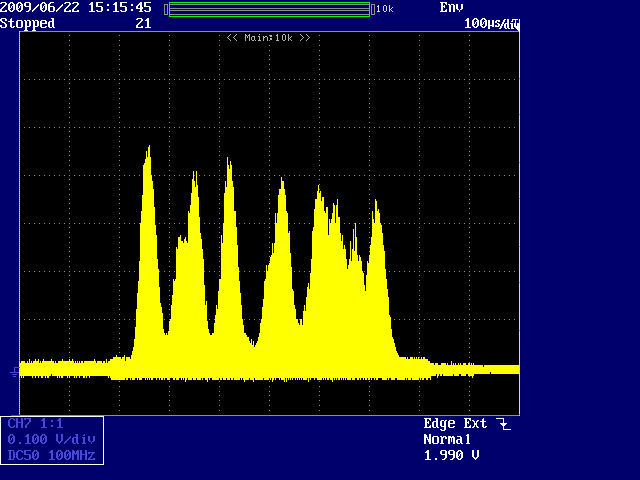 2009/06/22 15:15:45 10k Env
Stopped 21 100µs/div
<< Main:10k >>
CH7 1:1
0.100 V/div
DC50 100MHz
Edge Ext
Normal
1.990 V